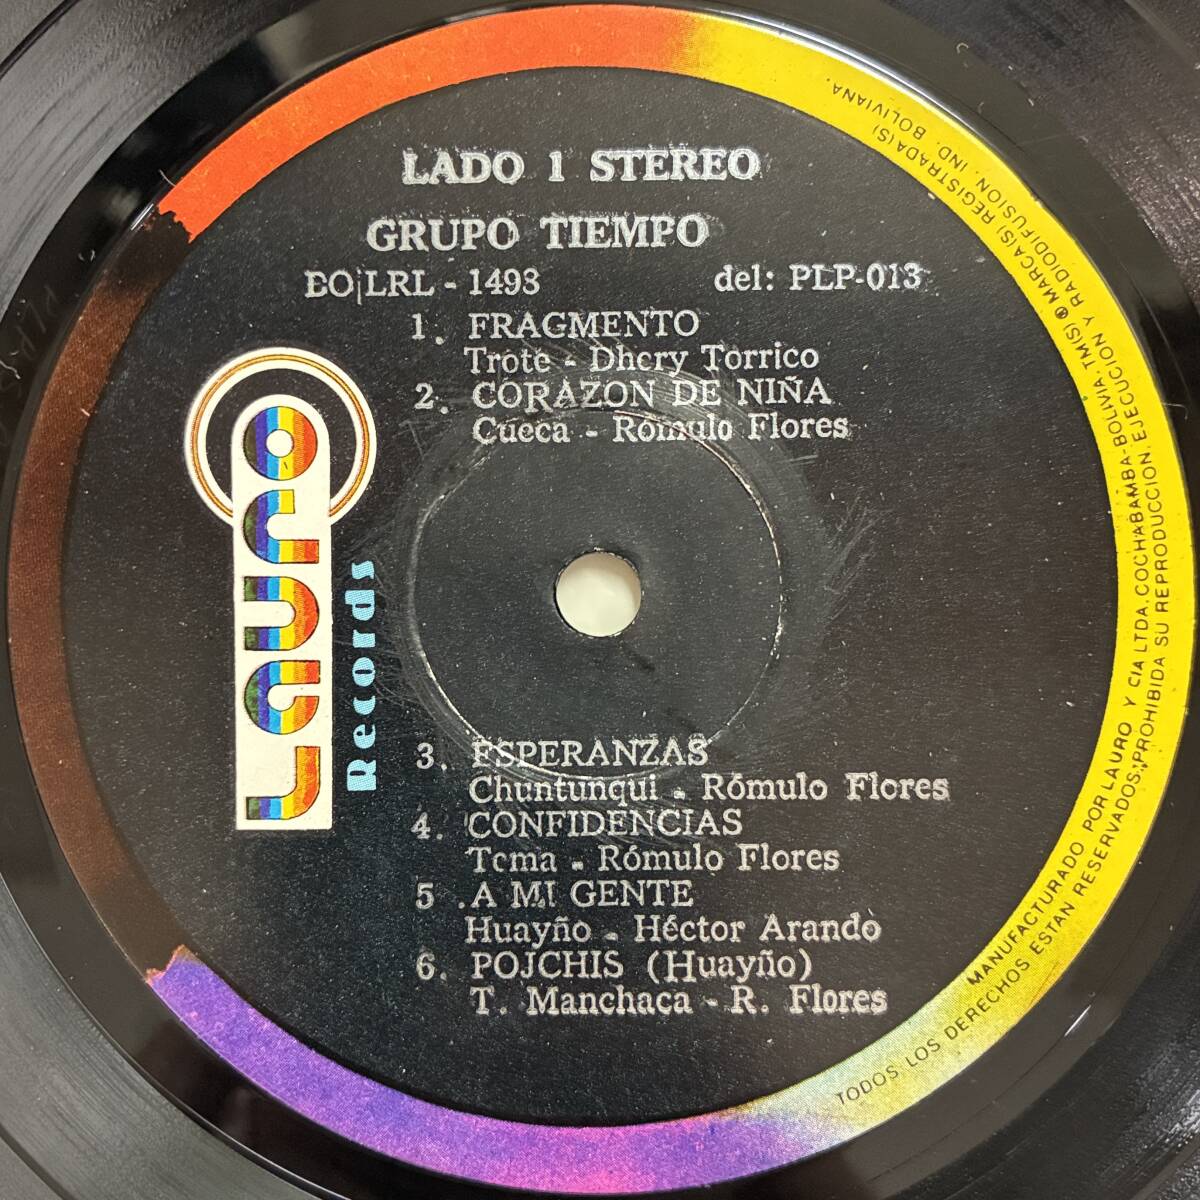 LADO 1 STEREO
GRUPO TIEMPO
BO|LRL - 1493 del: PLP-013
1. FRAGMENTO
Trote - Dhery Torrico
2. CORAZON DE NIÑA
Cueca - Rómulo Flores
3. ESPERANZAS
Chuntunqui - Rómulo Flores
4. CONFIDENCIAS
Tema - Rómulo Flores
5. A MI GENTE
Huayño - Héctor Arando
6. POJCHIS (Huayño)
T. Manchaca - R. Flores
LAURO
Records
MANUFACTURADO POR LAURO Y CIA LTDA. COCHABAMBA-BOLIVIA. TM(S) ® MARCA(S) REGISTRADA(S)
TODOS LOS DERECHOS ESTAN RESERVADOS, PROHIBIDA SU REPRODUCCION, EJECUCION Y RADIODIFUSION. IND. BOLIVIANA.